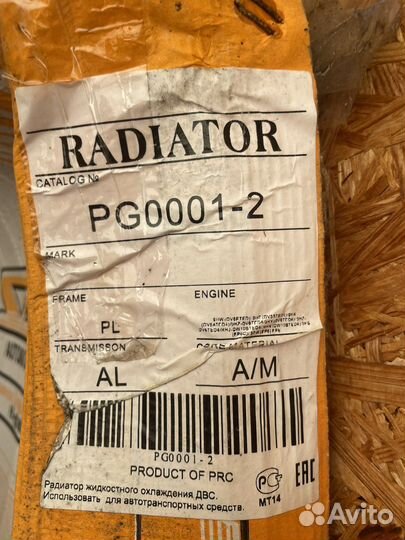 RADIATOR
CATALOG №
PG0001-2
MARK
FRAME ENGINE
PL
TRANSMISSON CORE MATERIAL
AL A/M
PG0001-2
PRODUCT OF PRC
Радиатор жидкостного охлаждения ДВС.
Использовать для автотранспортных средств.
МТ14
EAC
Avito